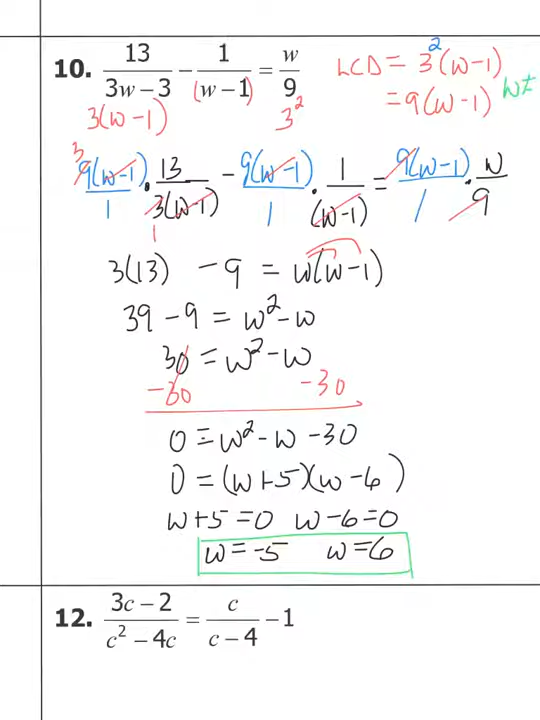 10. 13/(3w − 3) − 1/(w − 1) = w/9
LCD = 3²(w−1)
3(w−1) 3²
= 9(w−1) w≠
3 9(w−1)/1 · 13/3(w−1) − 9(w−1)/1 · 1/(w−1) = 9(w−1)/1 · w/9
1
3(13) − 9 = w(w−1)
39 − 9 = w² − w
30 = w² − w
−30 −30
0 = w² − w − 30
0 = (w+5)(w−6)
w+5=0 w−6=0
w=−5 w=6
12. (3c − 2)/(c² − 4c) = c/(c − 4) − 1